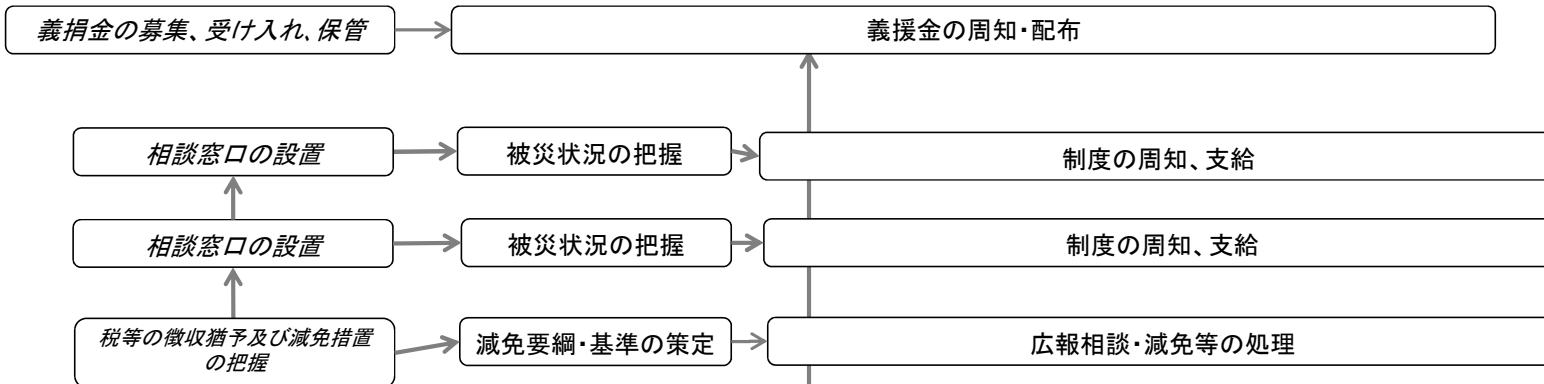 義捐金の募集、受け入れ、保管
義援金の周知・配布
相談窓口の設置
被災状況の把握
制度の周知、支給
相談窓口の設置
被災状況の把握
制度の周知、支給
税等の徴収猶予及び減免措置
の把握
減免要綱・基準の策定
広報相談・減免等の処理